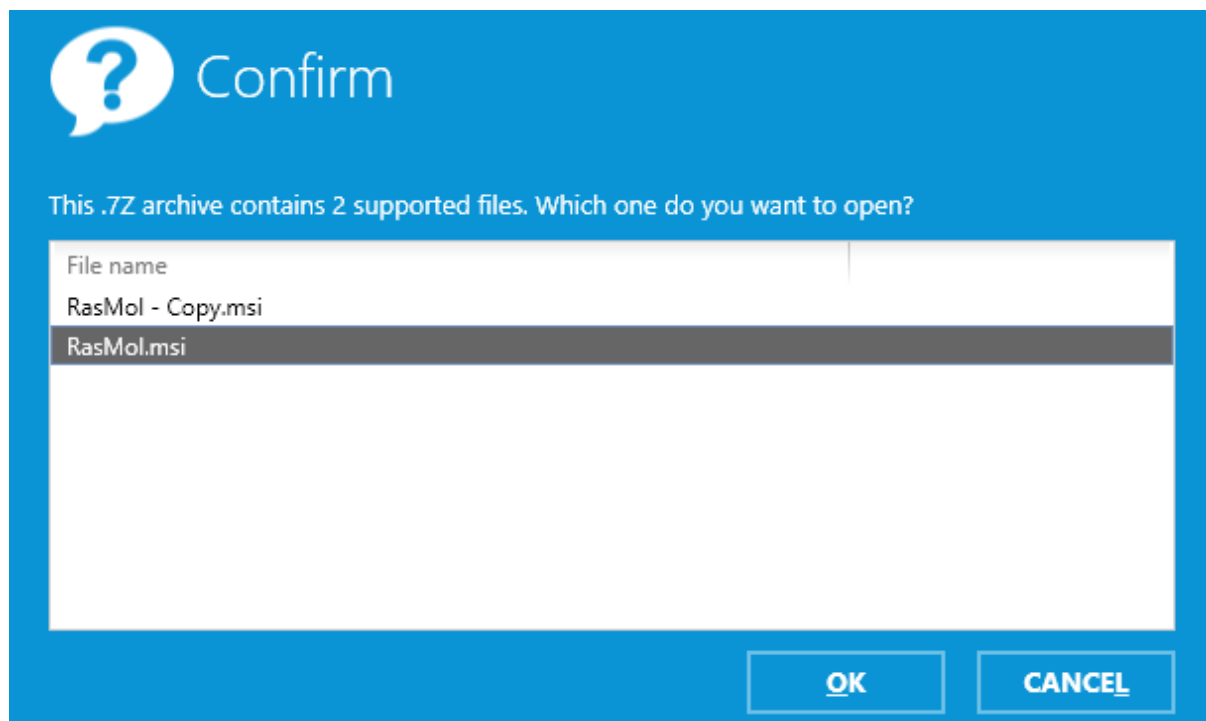 ?
Confirm
This .7Z archive contains 2 supported files. Which one do you want to open?
File name
RasMol - Copy.msi
RasMol.msi
OK
CANCEL